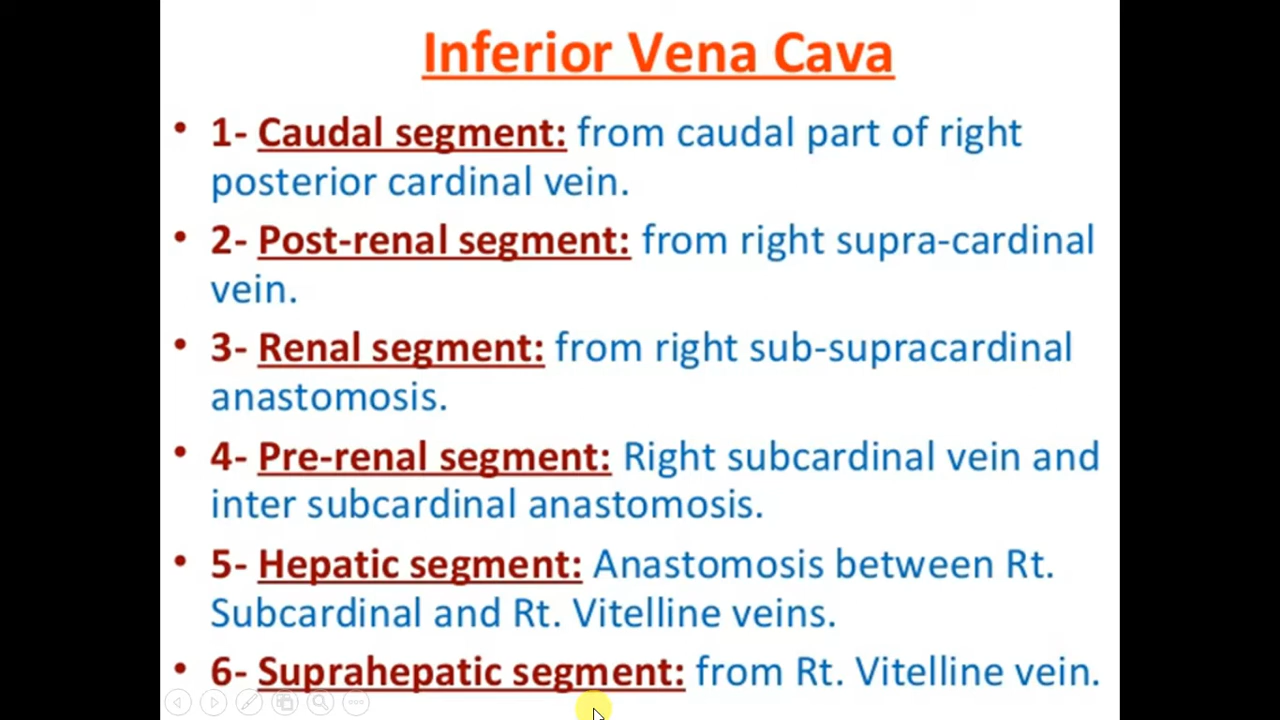 Inferior Vena Cava
• 1- Caudal segment: from caudal part of right
posterior cardinal vein.
• 2- Post-renal segment: from right supra-cardinal
vein.
• 3- Renal segment: from right sub-supracardinal
anastomosis.
• 4- Pre-renal segment: Right subcardinal vein and
inter subcardinal anastomosis.
• 5- Hepatic segment: Anastomosis between Rt.
Subcardinal and Rt. Vitelline veins.
• 6- Suprahepatic segment: from Rt. Vitelline vein.